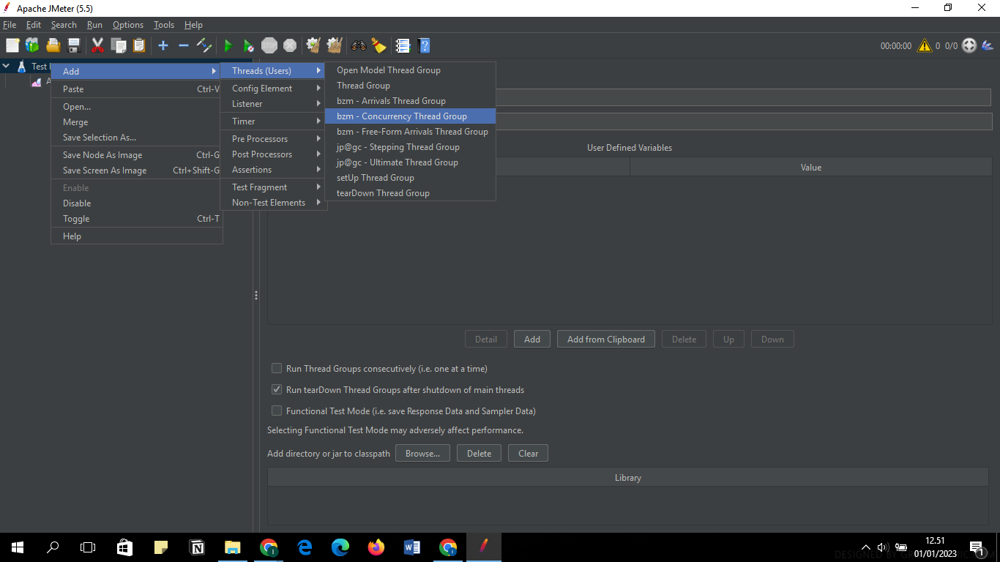 Apache JMeter (5.5)
File Edit Search Run Options Tools Help
STOP
00:00:00 0 0/0
Test
A
Add
Paste Ctrl-V
Open...
Merge
Save Selection As...
Save Node As Image Ctrl-G
Save Screen As Image Ctrl+Shift-G
Enable
Disable
Toggle Ctrl-T
Help
Threads (Users)
Config Element
Listener
Timer
Pre Processors
Post Processors
Assertions
Test Fragment
Non-Test Elements
Open Model Thread Group
Thread Group
bzm - Arrivals Thread Group
bzm - Concurrency Thread Group
bzm - Free-Form Arrivals Thread Group
jp@gc - Stepping Thread Group
jp@gc - Ultimate Thread Group
setUp Thread Group
tearDown Thread Group
User Defined Variables
Value
Detail Add Add from Clipboard Delete Up Down
Run Thread Groups consecutively (i.e. one at a time)
Run tearDown Thread Groups after shutdown of main threads
Functional Test Mode (i.e. save Response Data and Sampler Data)
Selecting Functional Test Mode may adversely affect performance.
Add directory or jar to classpath Browse... Delete Clear
Library
12.51
01/01/2023
1